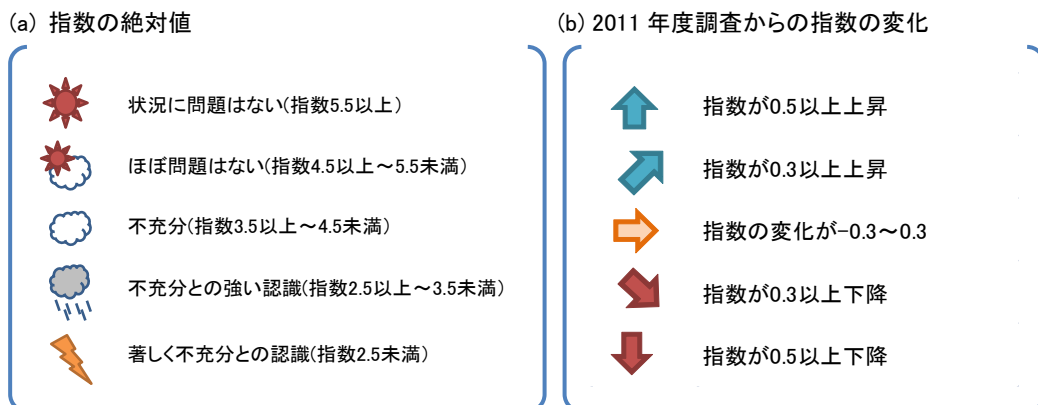 (a) 指数の絶対値
状況に問題はない(指数5.5以上)
ほぼ問題はない(指数4.5以上～5.5未満)
不充分(指数3.5以上～4.5未満)
不充分との強い認識(指数2.5以上～3.5未満)
著しく不充分との認識(指数2.5未満)
(b) 2011 年度調査からの指数の変化
指数が0.5以上上昇
指数が0.3以上上昇
指数の変化が-0.3～0.3
指数が0.3以上下降
指数が0.5以上下降